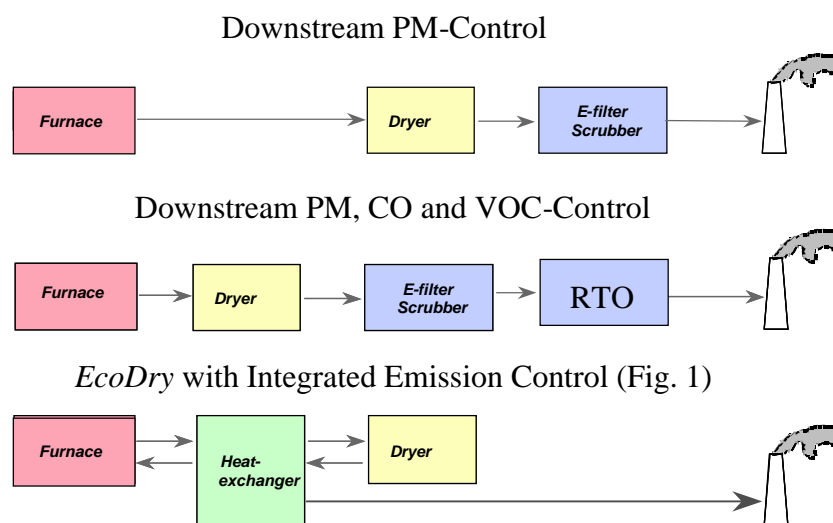 Downstream PM-Control
Furnace
Dryer
E-filter
Scrubber
Downstream PM, CO and VOC-Control
Furnace
Dryer
E-filter
Scrubber
RTO
EcoDry with Integrated Emission Control (Fig. 1)
Furnace
Heat-
exchanger
Dryer